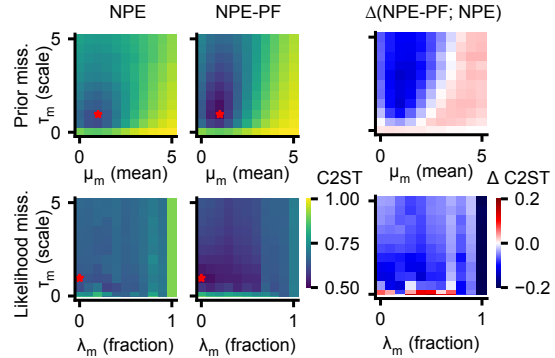 NPE NPE-PF Δ(NPE-PF; NPE)
Prior miss.
τₘ (scale)
5
0
0 5 0 5 0 5
μₘ (mean) μₘ (mean) μₘ (mean)
Likelihood miss.
τₘ (scale)
5
0
0 1 0 1 0 1
λₘ (fraction) λₘ (fraction) λₘ (fraction)
C2ST
1.00
0.75
0.50
Δ C2ST
0.2
0.0
−0.2